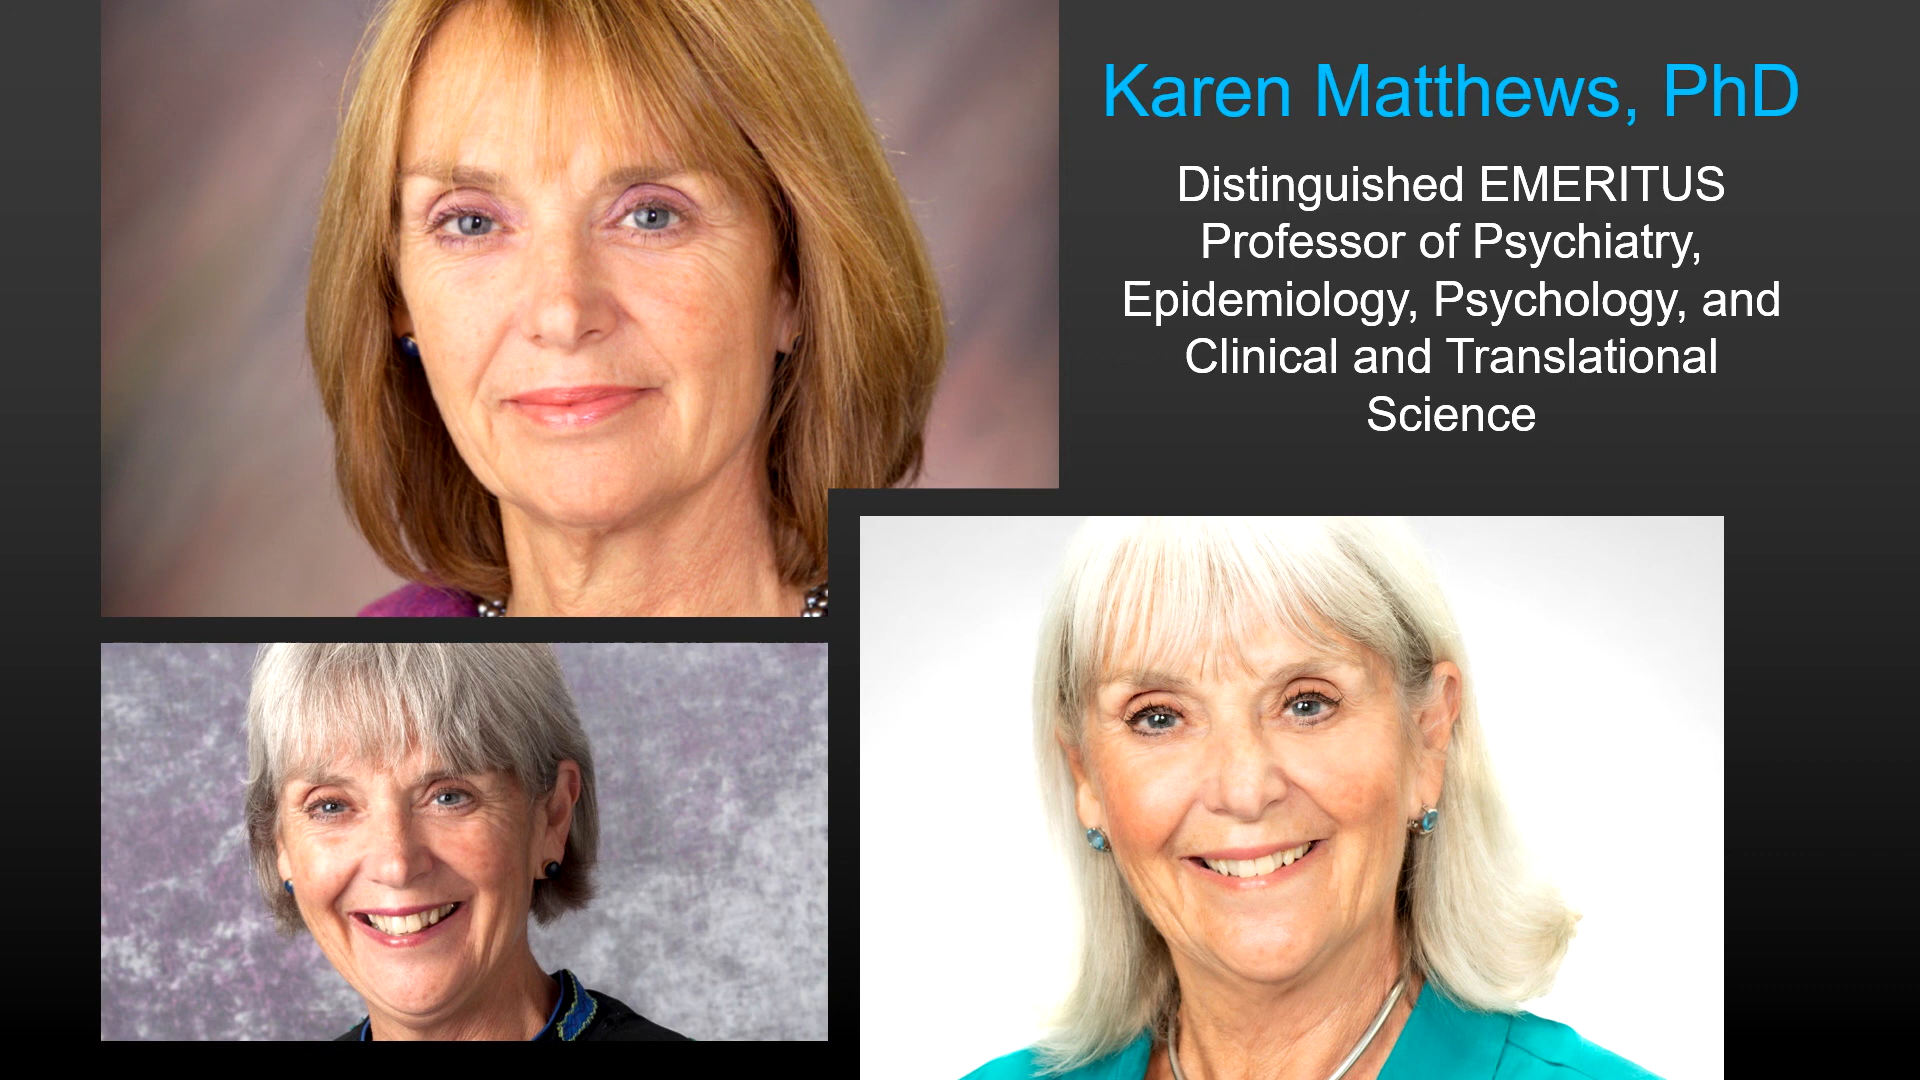 Karen Matthews, PhD
Distinguished EMERITUS
Professor of Psychiatry,
Epidemiology, Psychology, and
Clinical and Translational
Science